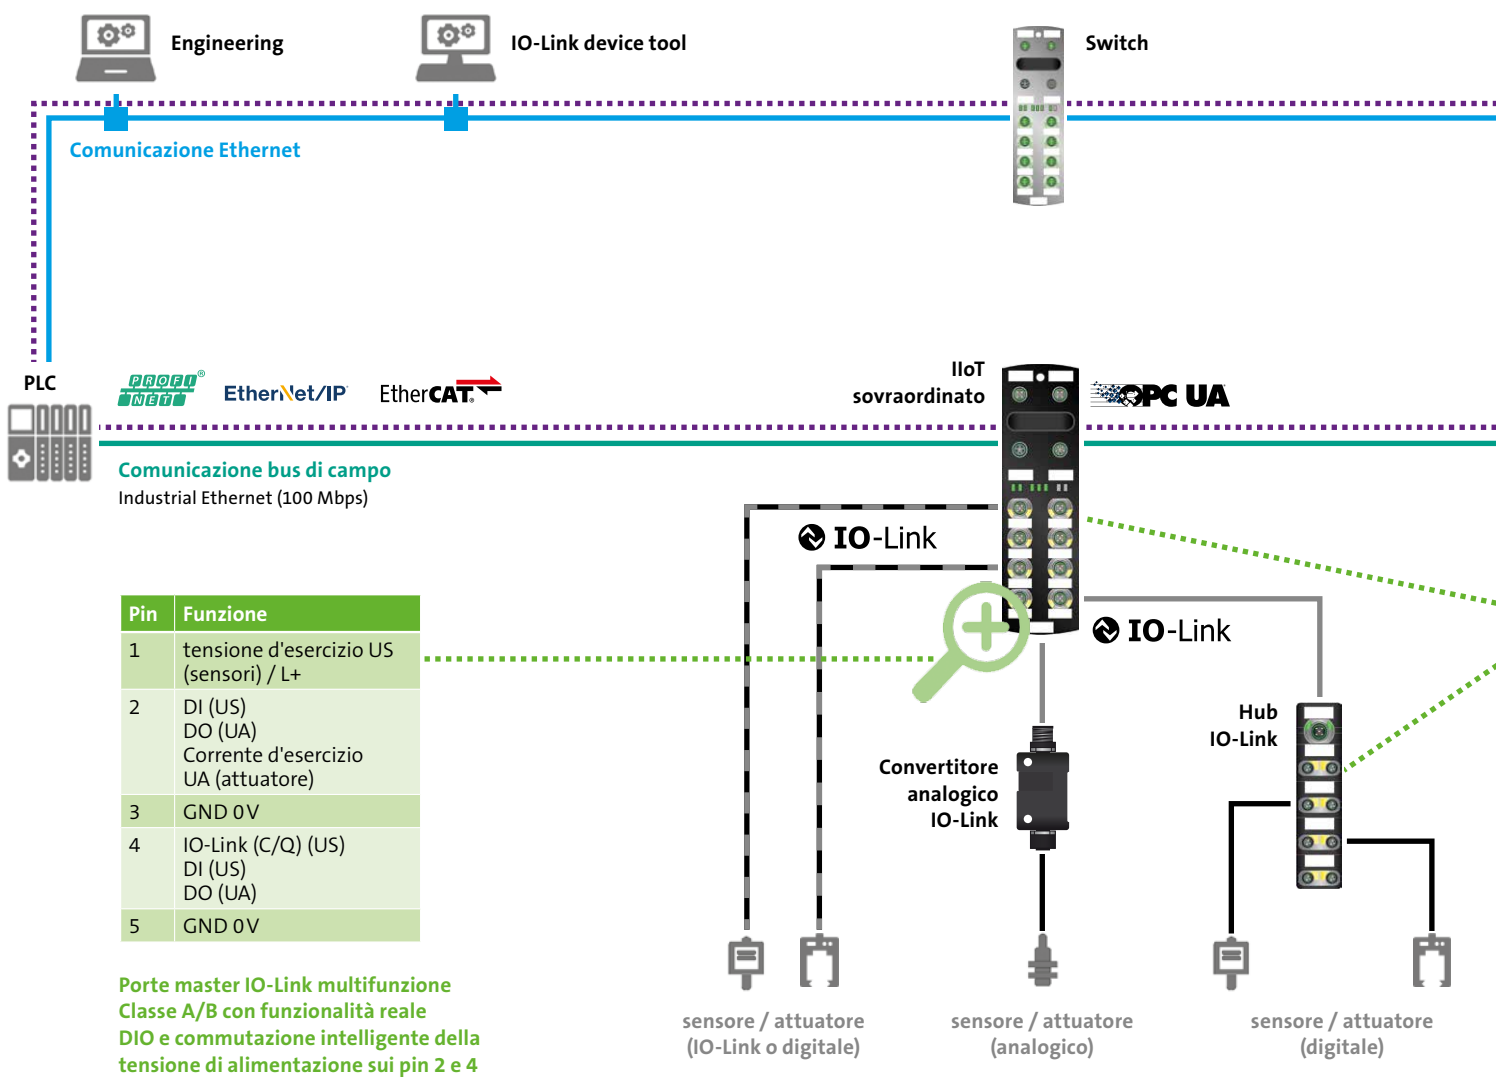 Engineering
IO-Link device tool
Switch
Comunicazione Ethernet
PLC
PROFI
NET®
EtherNet/IP
EtherCAT®
IIoT
sovraordinato
OPC UA
Comunicazione bus di campo
Industrial Ethernet (100 Mbps)
IO-Link
IO-Link
Pin Funzione
1 tensione d'esercizio US
(sensori) / L+
2 DI (US)
DO (UA)
Corrente d'esercizio
UA (attuatore)
3 GND 0 V
4 IO-Link (C/Q) (US)
DI (US)
DO (UA)
5 GND 0 V
Hub
IO-Link
Convertitore
analogico
IO-Link
Porte master IO-Link multifunzione
Classe A/B con funzionalità reale
DIO e commutazione intelligente della
tensione di alimentazione sui pin 2 e 4
sensore / attuatore
(IO-Link o digitale)
sensore / attuatore
(analogico)
sensore / attuatore
(digitale)